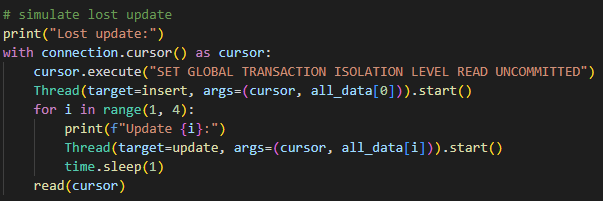 # simulate lost update
print("Lost update:")
with connection.cursor() as cursor:
    cursor.execute("SET GLOBAL TRANSACTION ISOLATION LEVEL READ UNCOMMITTED")
    Thread(target=insert, args=(cursor, all_data[0])).start()
    for i in range(1, 4):
        print(f"Update {i}:")
        Thread(target=update, args=(cursor, all_data[i])).start()
        time.sleep(1)
    read(cursor)